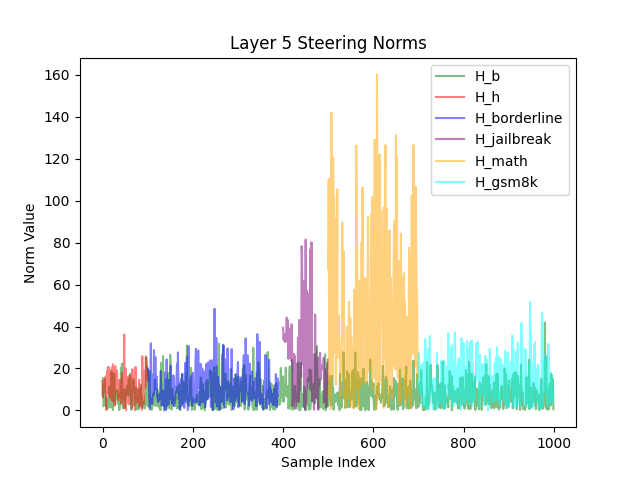 Layer 5 Steering Norms
160
140
120
100
80
60
40
20
0
Norm Value
H_b
H_h
H_borderline
H_jailbreak
H_math
H_gsm8k
0 200 400 600 800 1000
Sample Index